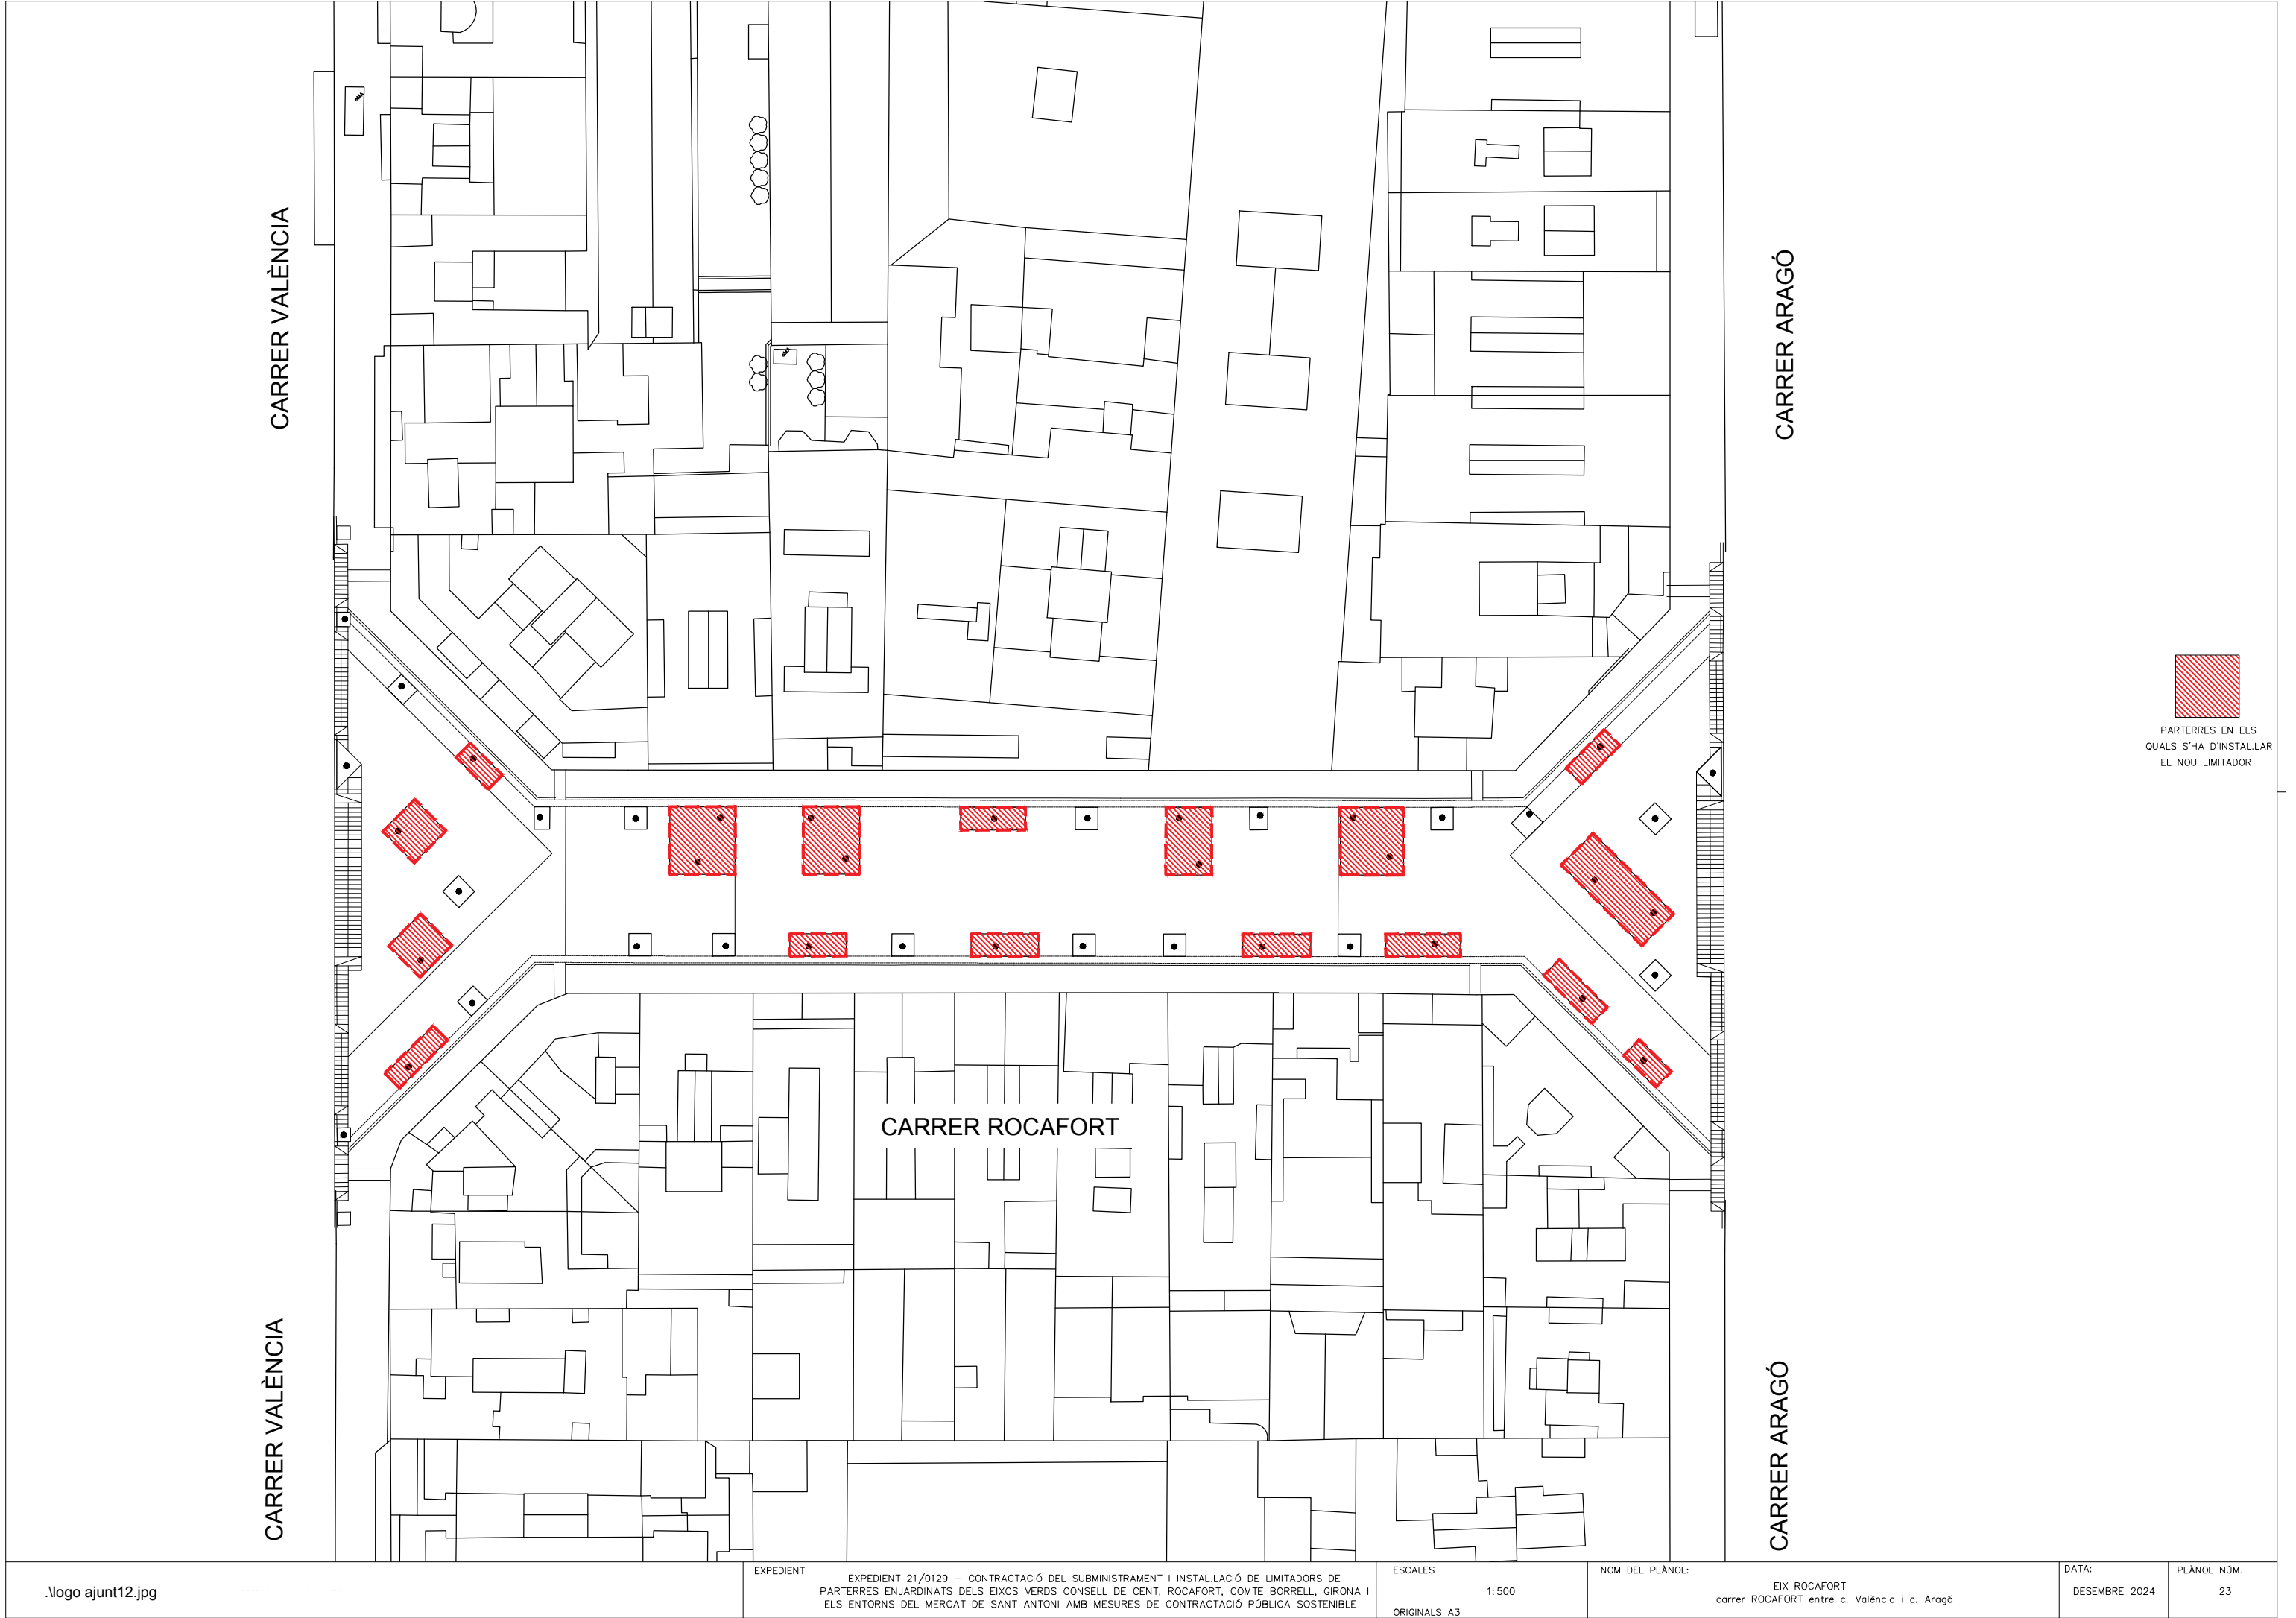 CARRER VALÈNCIA
CARRER ARAGÓ
PARTERRES EN ELS
QUALS S'HA D'INSTAL.LAR
EL NOU LIMITADOR
CARRER ROCAFORT
CARRER VALÈNCIA
CARRER ARAGÓ
.\logo ajunt12.jpg
EXPEDIENT
EXPEDIENT 21/0129 – CONTRACTACIÓ DEL SUBMINISTRAMENT I INSTAL.LACIÓ DE LIMITADORS DE
PARTERRES ENJARDINATS DELS EIXOS VERDS CONSELL DE CENT, ROCAFORT, COMTE BORRELL, GIRONA I
ELS ENTORNS DEL MERCAT DE SANT ANTONI AMB MESURES DE CONTRACTACIÓ PÚBLICA SOSTENIBLE
ESCALES
1:500
ORIGINALS A3
NOM DEL PLÀNOL:
EIX ROCAFORT
carrer ROCAFORT entre c. València i c. Aragó
DATA:
DESEMBRE 2024
PLÀNOL NÚM.
23